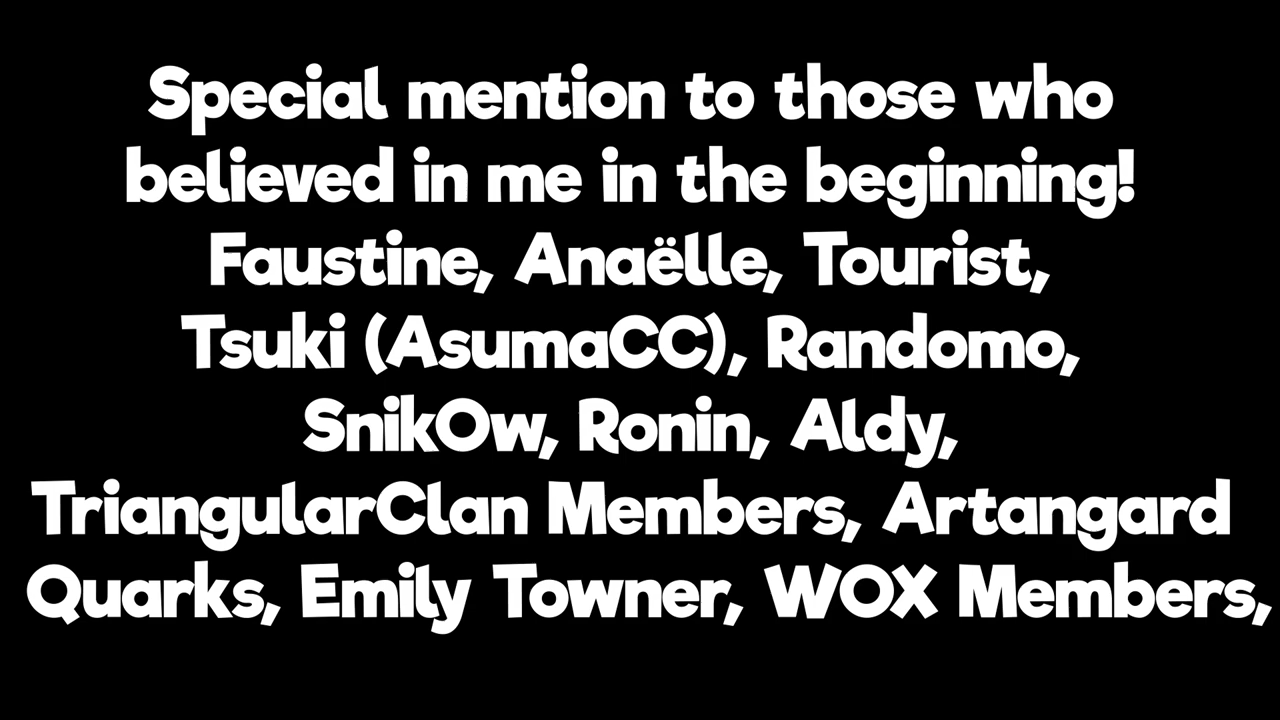 Special mention to those who
believed in me in the beginning!
Faustine, Anaëlle, Tourist,
Tsuki (AsumaCC), Randomo,
SnikOw, Ronin, Aldy,
TriangularClan Members, Artangard
Quarks, Emily Towner, WOX Members,